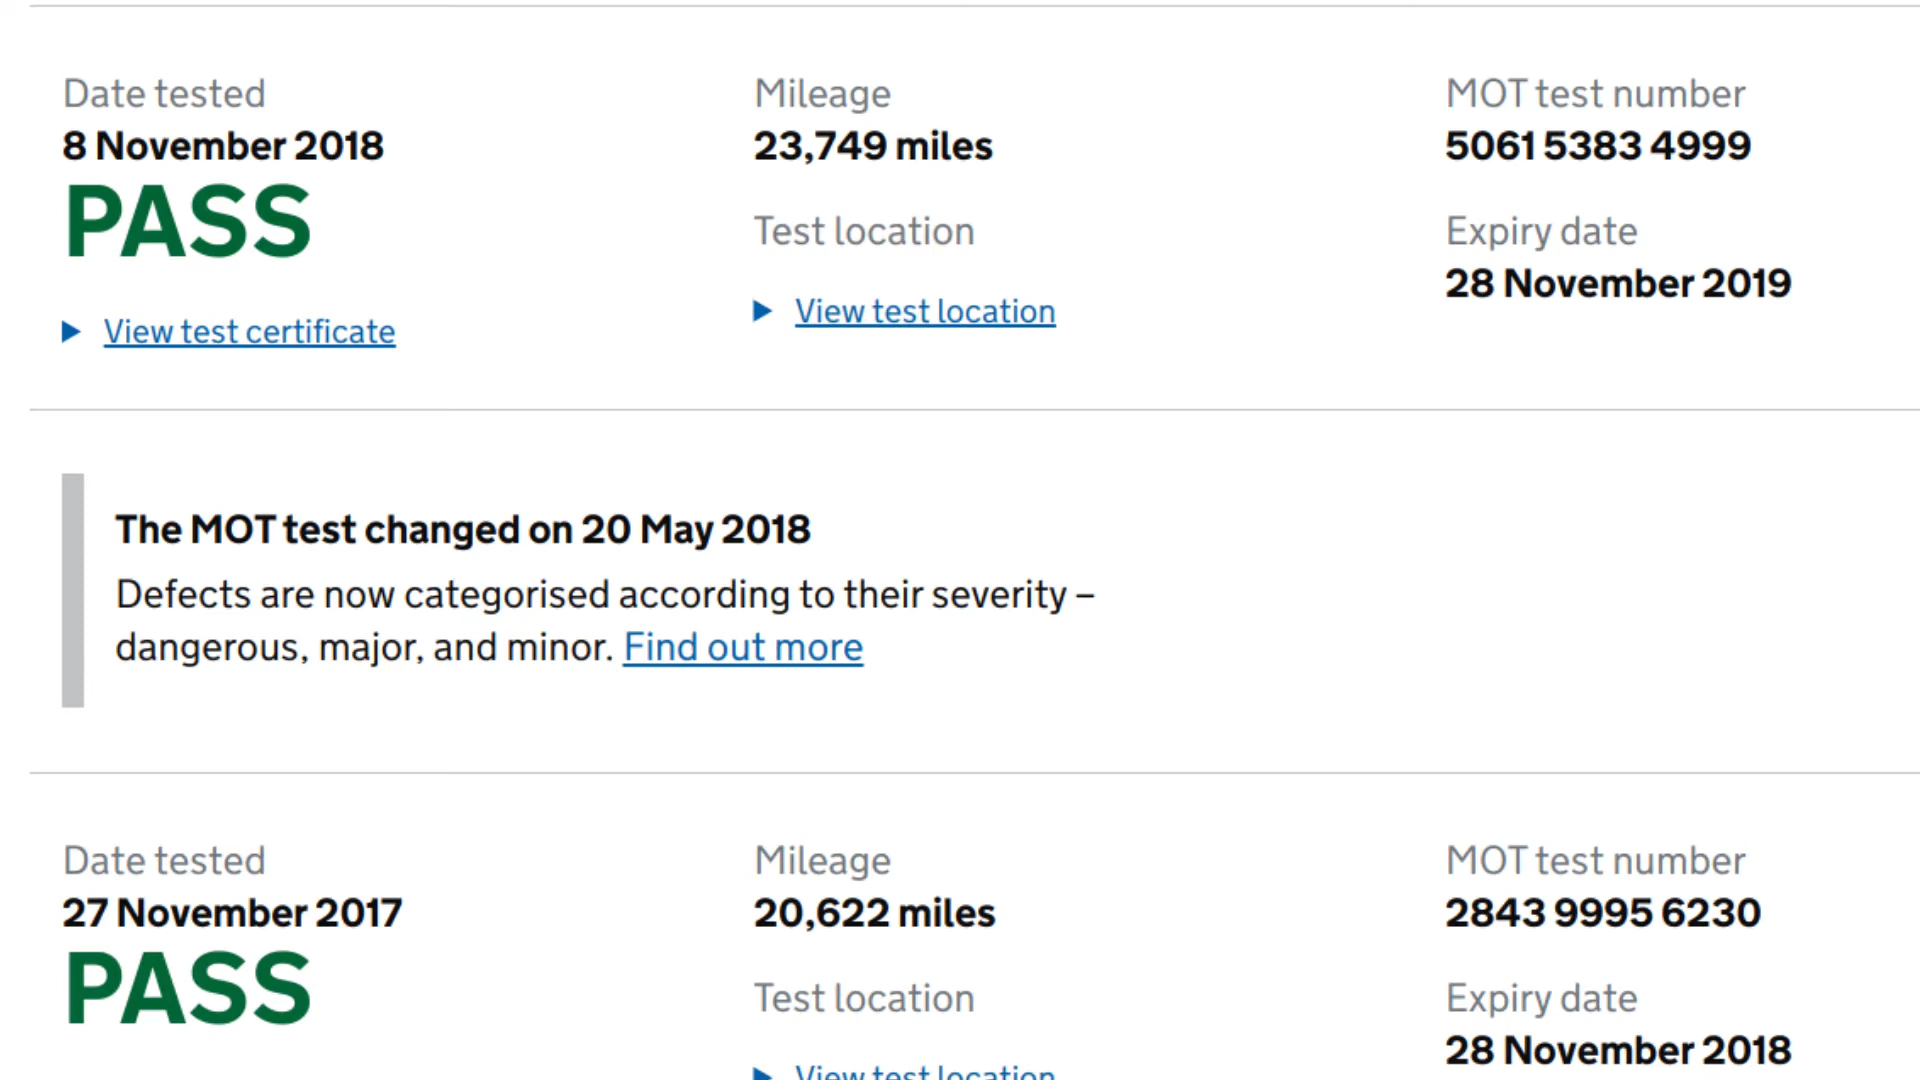 Date tested
8 November 2018
PASS
View test certificate
Mileage
23,749 miles
Test location
View test location
MOT test number
5061 5383 4999
Expiry date
28 November 2019
The MOT test changed on 20 May 2018
Defects are now categorised according to their severity –
dangerous, major, and minor. Find out more
Date tested
27 November 2017
PASS
Mileage
20,622 miles
Test location
View test location
MOT test number
2843 9995 6230
Expiry date
28 November 2018